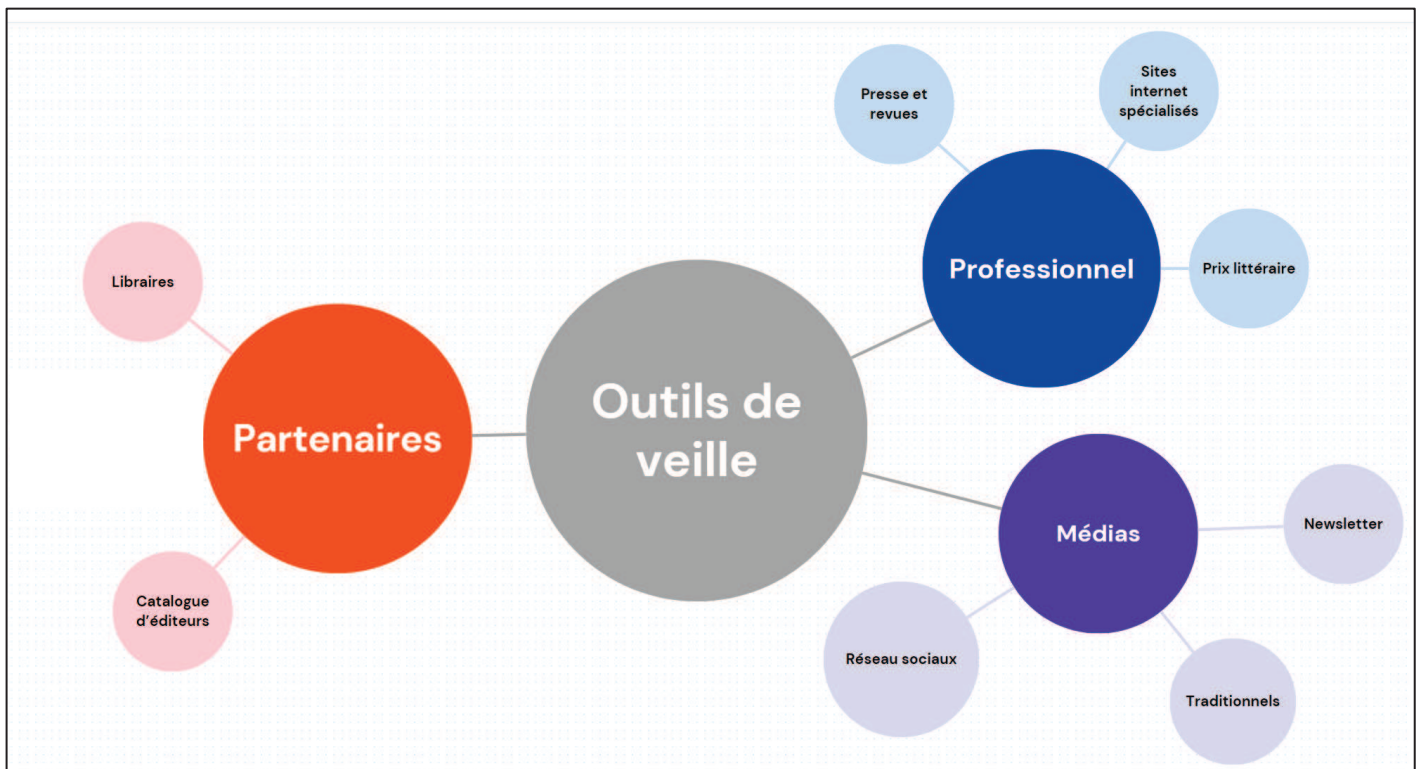 Sites
internet
spécialisés
Presse et
revues
Professionnel
Prix littéraire
Libraires
Outils de
veille
Partenaires
Médias
Newsletter
Catalogue
d'éditeurs
Réseau sociaux
Traditionnels